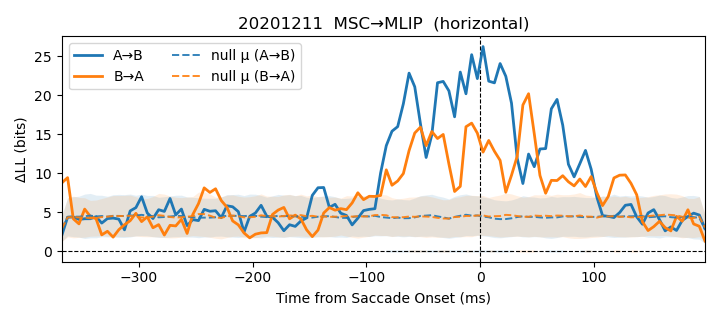 20201211  MSC→MLIP  (horizontal)
A→B
B→A
null μ (A→B)
null μ (B→A)
ΔLL (bits)
25
20
15
10
5
0
−300
−200
−100
0
100
Time from Saccade Onset (ms)